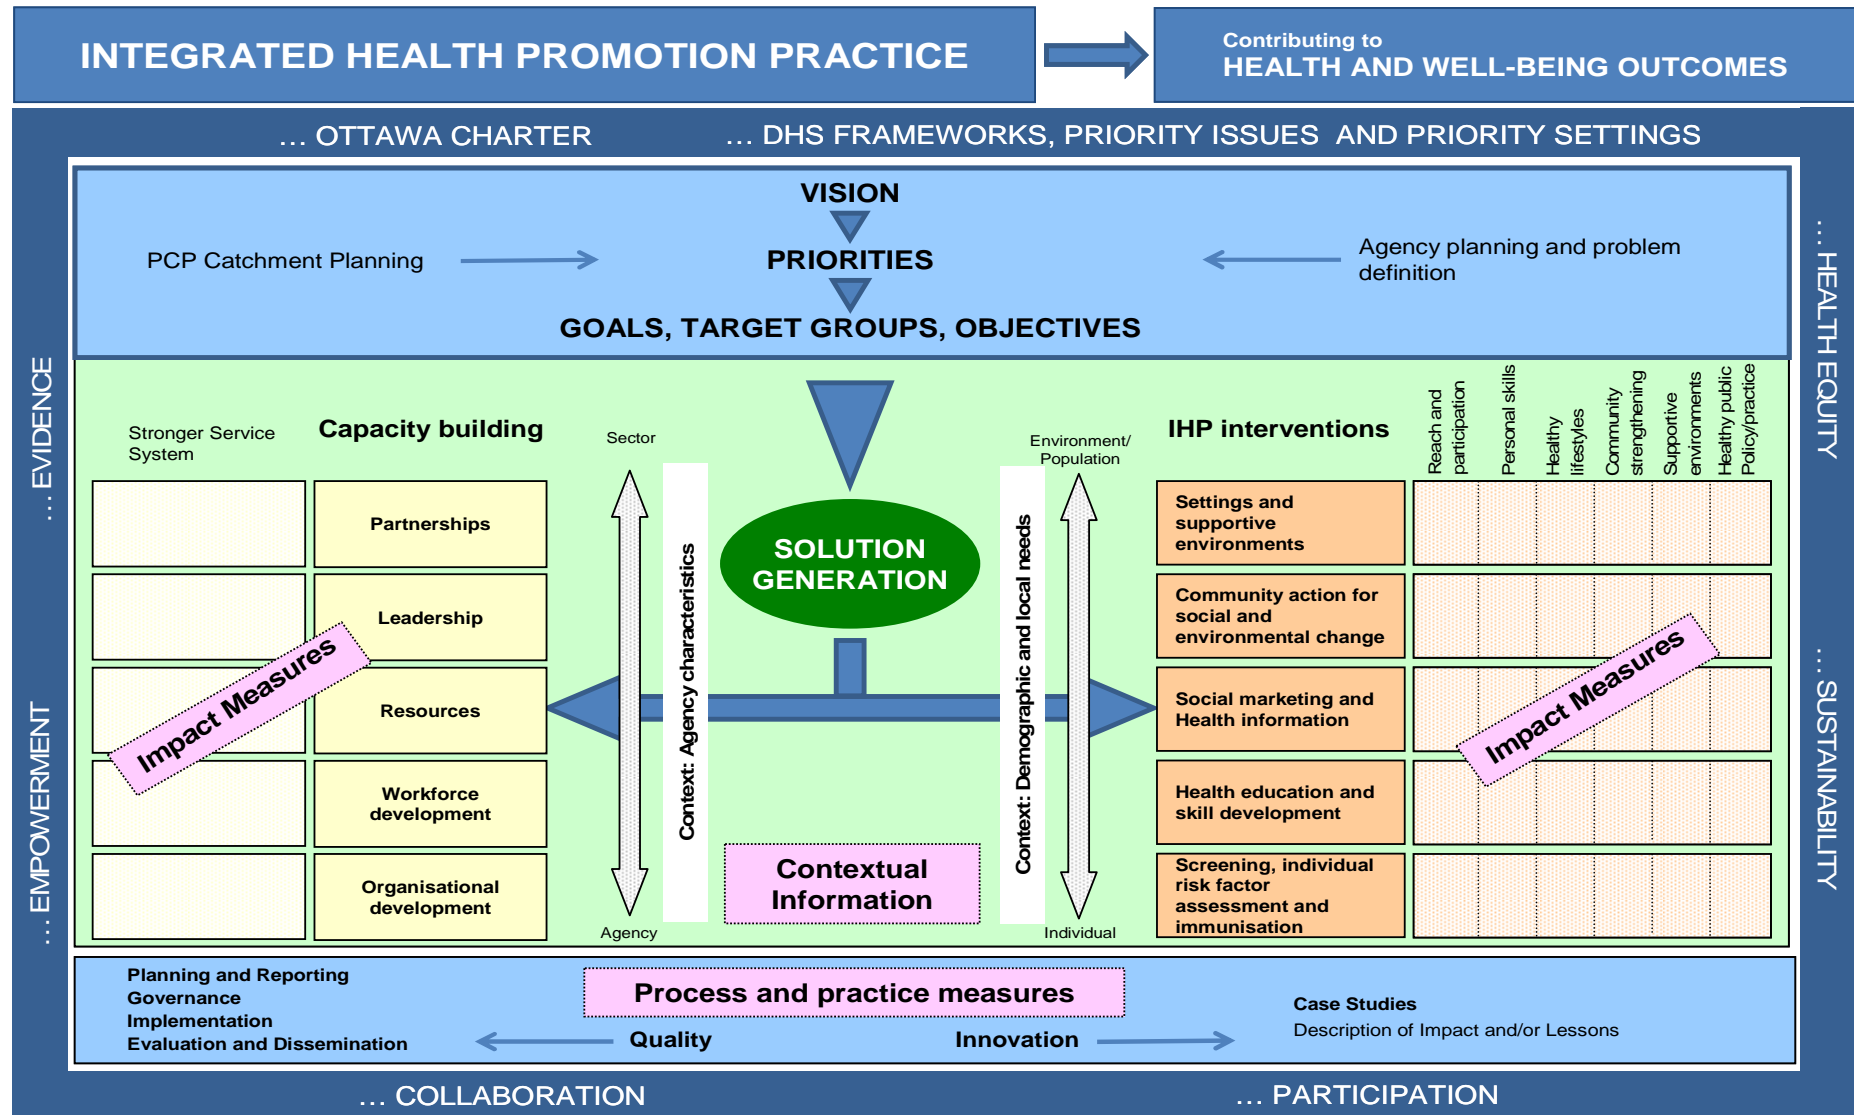 INTEGRATED HEALTH PROMOTION PRACTICE
Contributing to
HEALTH AND WELL-BEING OUTCOMES
... OTTAWA CHARTER
... DHS FRAMEWORKS, PRIORITY ISSUES AND PRIORITY SETTINGS
VISION
PCP Catchment Planning
PRIORITIES
Agency planning and problem
definition
GOALS, TARGET GROUPS, OBJECTIVES
... EVIDENCE
... EMPOWERMENT
... HEALTH EQUITY
... SUSTAINABILITY
Stronger Service
System
Capacity building
Partnerships
Leadership
Resources
Workforce
development
Organisational
development
Impact Measures
Sector
Agency
Context: Agency characteristics
SOLUTION
GENERATION
Contextual
Information
Context: Demographic and local needs
Environment/
Population
Individual
IHP interventions
Reach and
participation
Personal skills
Healthy
lifestyles
Community
strengthening
Supportive
environments
Healthy public
Policy/practice
Settings and
supportive
environments
Community action for
social and
environmental change
Social marketing and
Health information
Health education and
skill development
Screening, individual
risk factor
assessment and
immunisation
Impact Measures
Planning and Reporting
Governance
Implementation
Evaluation and Dissemination
Process and practice measures
Quality
Innovation
Case Studies
Description of Impact and/or Lessons
... COLLABORATION
... PARTICIPATION